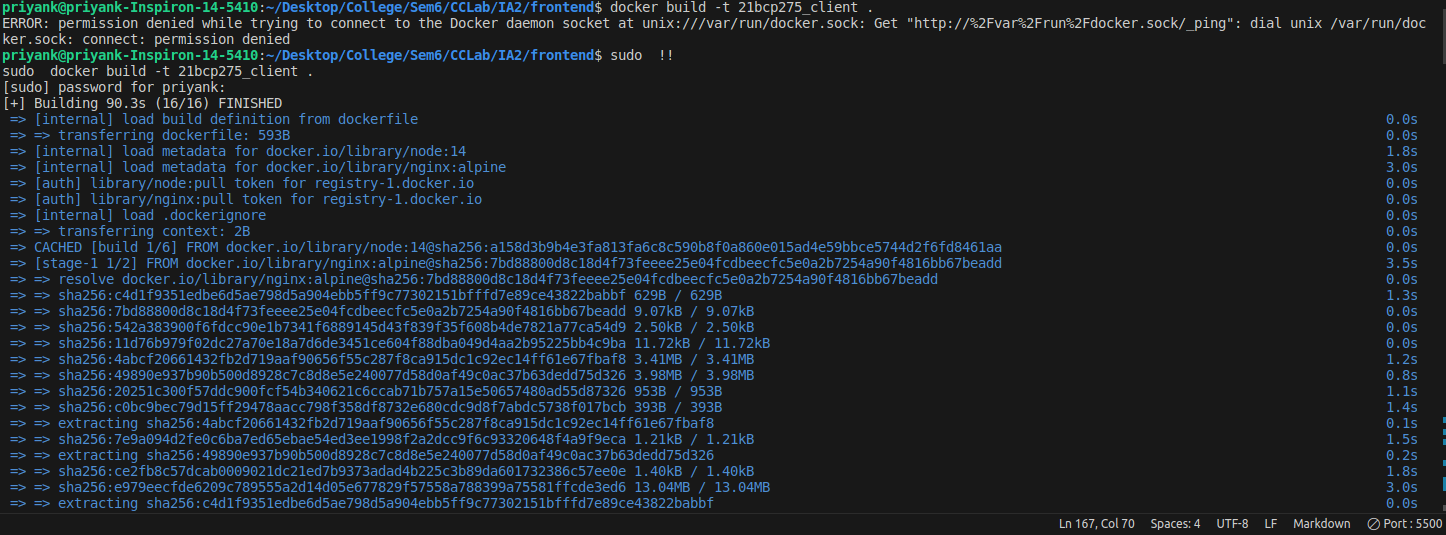 priyank@priyank-Inspiron-14-5410:~/Desktop/College/Sem6/CCLab/IA2/frontend$ docker build -t 21bcp275_client .
ERROR: permission denied while trying to connect to the Docker daemon socket at unix:///var/run/docker.sock: Get "http://%2Fvar%2Frun%2Fdocker.sock/_ping": dial unix /var/run/doc
ker.sock: connect: permission denied
priyank@priyank-Inspiron-14-5410:~/Desktop/College/Sem6/CCLab/IA2/frontend$ sudo  !!
sudo  docker build -t 21bcp275_client .
[sudo] password for priyank:
[+] Building 90.3s (16/16) FINISHED
=> [internal] load build definition from dockerfile 0.0s
=> => transferring dockerfile: 593B 0.0s
=> [internal] load metadata for docker.io/library/node:14 1.8s
=> [internal] load metadata for docker.io/library/nginx:alpine 3.0s
=> [auth] library/node:pull token for registry-1.docker.io 0.0s
=> [auth] library/nginx:pull token for registry-1.docker.io 0.0s
=> [internal] load .dockerignore 0.0s
=> => transferring context: 2B 0.0s
=> CACHED [build 1/6] FROM docker.io/library/node:14@sha256:a158d3b9b4e3fa813fa6c8c590b8f0a860e015ad4e59bbce5744d2f6fd8461aa 0.0s
=> [stage-1 1/2] FROM docker.io/library/nginx:alpine@sha256:7bd88800d8c18d4f73feeee25e04fcdbeecfc5e0a2b7254a90f4816bb67beadd 3.5s
=> => resolve docker.io/library/nginx:alpine@sha256:7bd88800d8c18d4f73feeee25e04fcdbeecfc5e0a2b7254a90f4816bb67beadd 0.0s
=> => sha256:c4d1f9351edbe6d5ae798d5a904ebb5ff9c77302151bfffd7e89ce43822babbf 629B / 629B 1.3s
=> => sha256:7bd88800d8c18d4f73feeee25e04fcdbeecfc5e0a2b7254a90f4816bb67beadd 9.07kB / 9.07kB 0.0s
=> => sha256:542a383900f6fdcc90e1b7341f6889145d43f839f35f608b4de7821a77ca54d9 2.50kB / 2.50kB 0.0s
=> => sha256:11d76b979f02dc27a70e18a7d6de3451ce604f88dba049d4aa2b95225bb4c9ba 11.72kB / 11.72kB 0.0s
=> => sha256:4abcf20661432fb2d719aaf90656f55c287f8ca915dc1c92ec14ff61e67fbaf8 3.41MB / 3.41MB 1.2s
=> => sha256:49890e937b90b500d8928c7c8d8e5e240077d58d0af49c0ac37b63dedd75d326 3.98MB / 3.98MB 0.8s
=> => sha256:20251c300f57ddc900fcf54b340621c6ccab71b757a15e50657480ad55d87326 953B / 953B 1.1s
=> => sha256:c0bc9bec79d15ff29478aacc798f358df8732e680cdc9d8f7abdc5738f017bcb 393B / 393B 1.4s
=> => extracting sha256:4abcf20661432fb2d719aaf90656f55c287f8ca915dc1c92ec14ff61e67fbaf8 0.1s
=> => sha256:7e9a094d2fe0c6ba7ed65ebae54ed3ee1998f2a2dcc9f6c93320648f4a9f9eca 1.21kB / 1.21kB 1.5s
=> => extracting sha256:49890e937b90b500d8928c7c8d8e5e240077d58d0af49c0ac37b63dedd75d326 0.2s
=> => sha256:ce2fb8c57dcab0009021dc21ed7b9373adad4b225c3b89da601732386c57ee0e 1.40kB / 1.40kB 1.8s
=> => sha256:e979eecfde6209c789555a2d14d05e677829f57558a788399a75581ffcde3ed6 13.04MB / 13.04MB 3.0s
=> => extracting sha256:c4d1f9351edbe6d5ae798d5a904ebb5ff9c77302151bfffd7e89ce43822babbf 0.0s
Ln 167, Col 70 Spaces: 4 UTF-8 LF Markdown Port : 5500